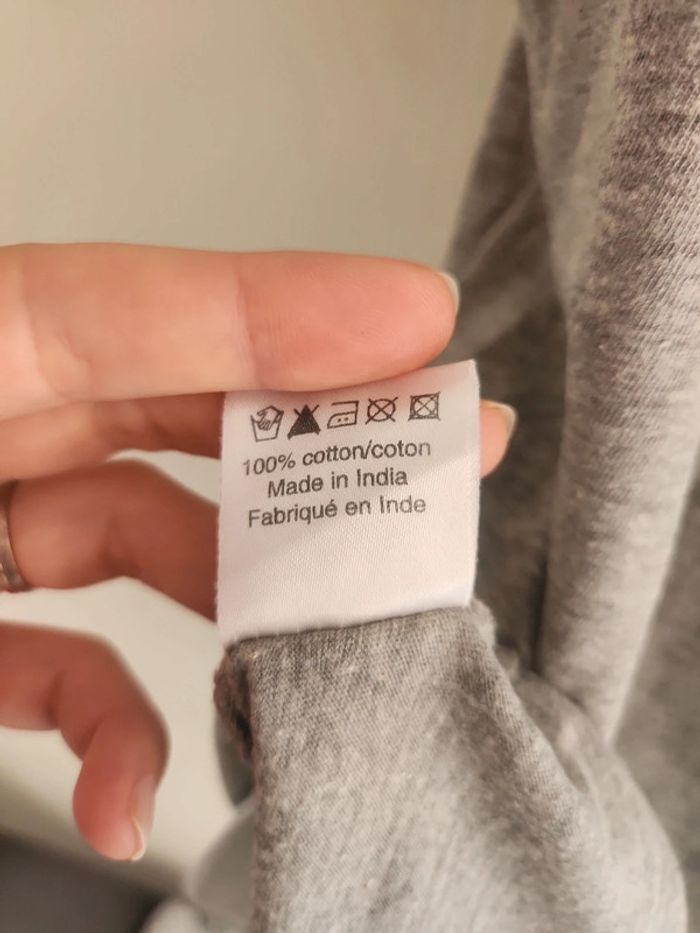 100% cotton/coton
Made in India
Fabriqué en Inde